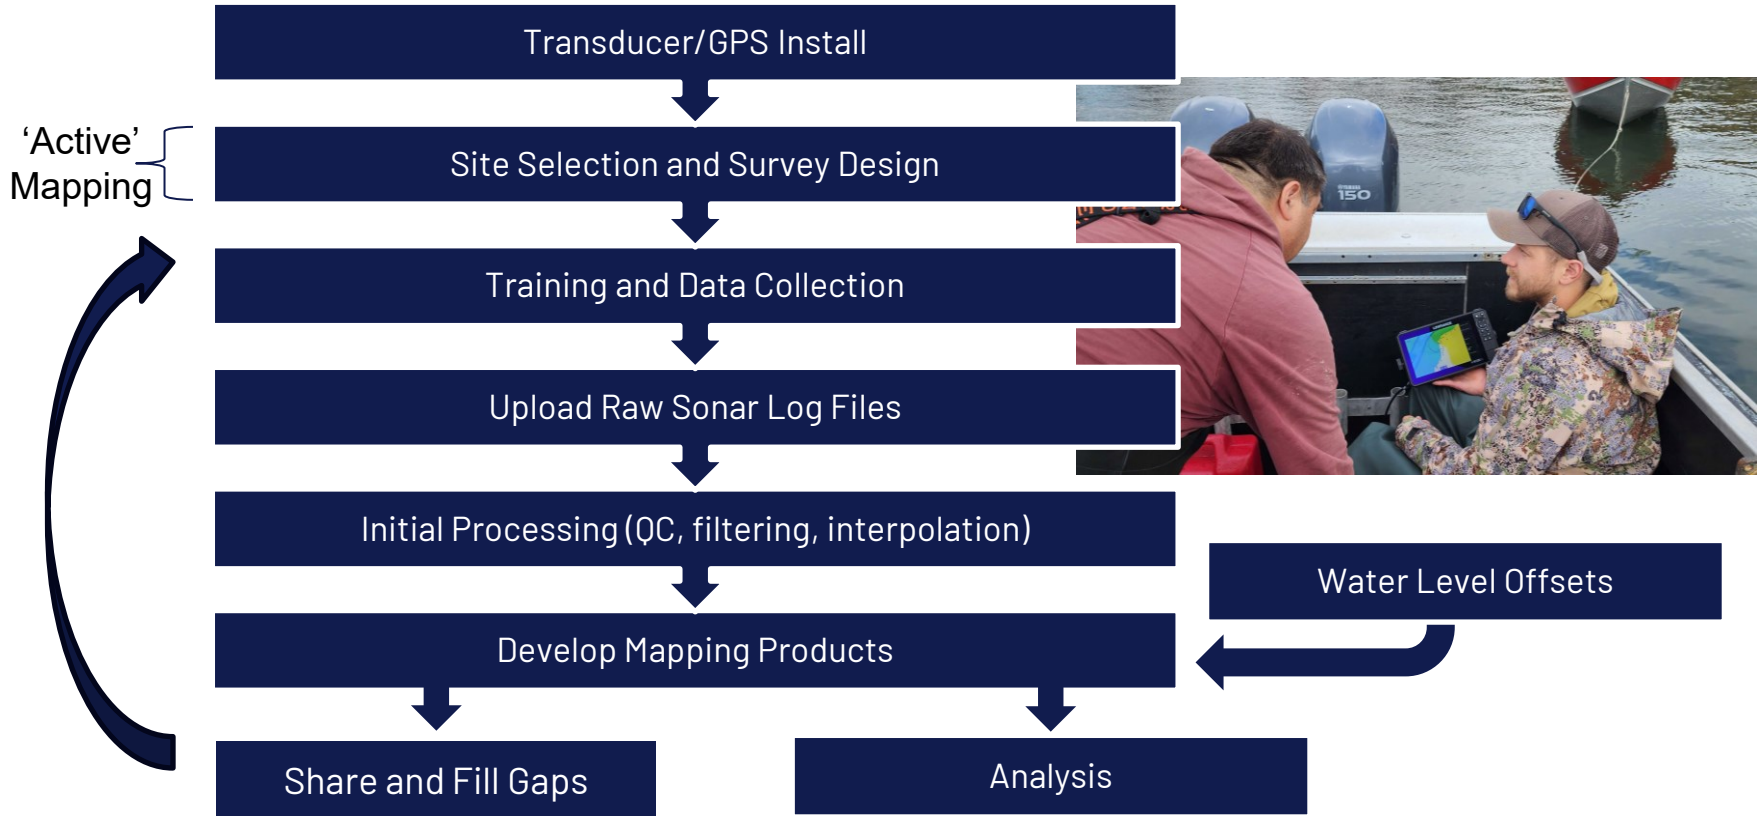 Transducer/GPS Install
‘Active’
Mapping
Site Selection and Survey Design
Training and Data Collection
Upload Raw Sonar Log Files
Initial Processing (QC, filtering, interpolation)
Water Level Offsets
Develop Mapping Products
Share and Fill Gaps
Analysis
YAMAHA
150